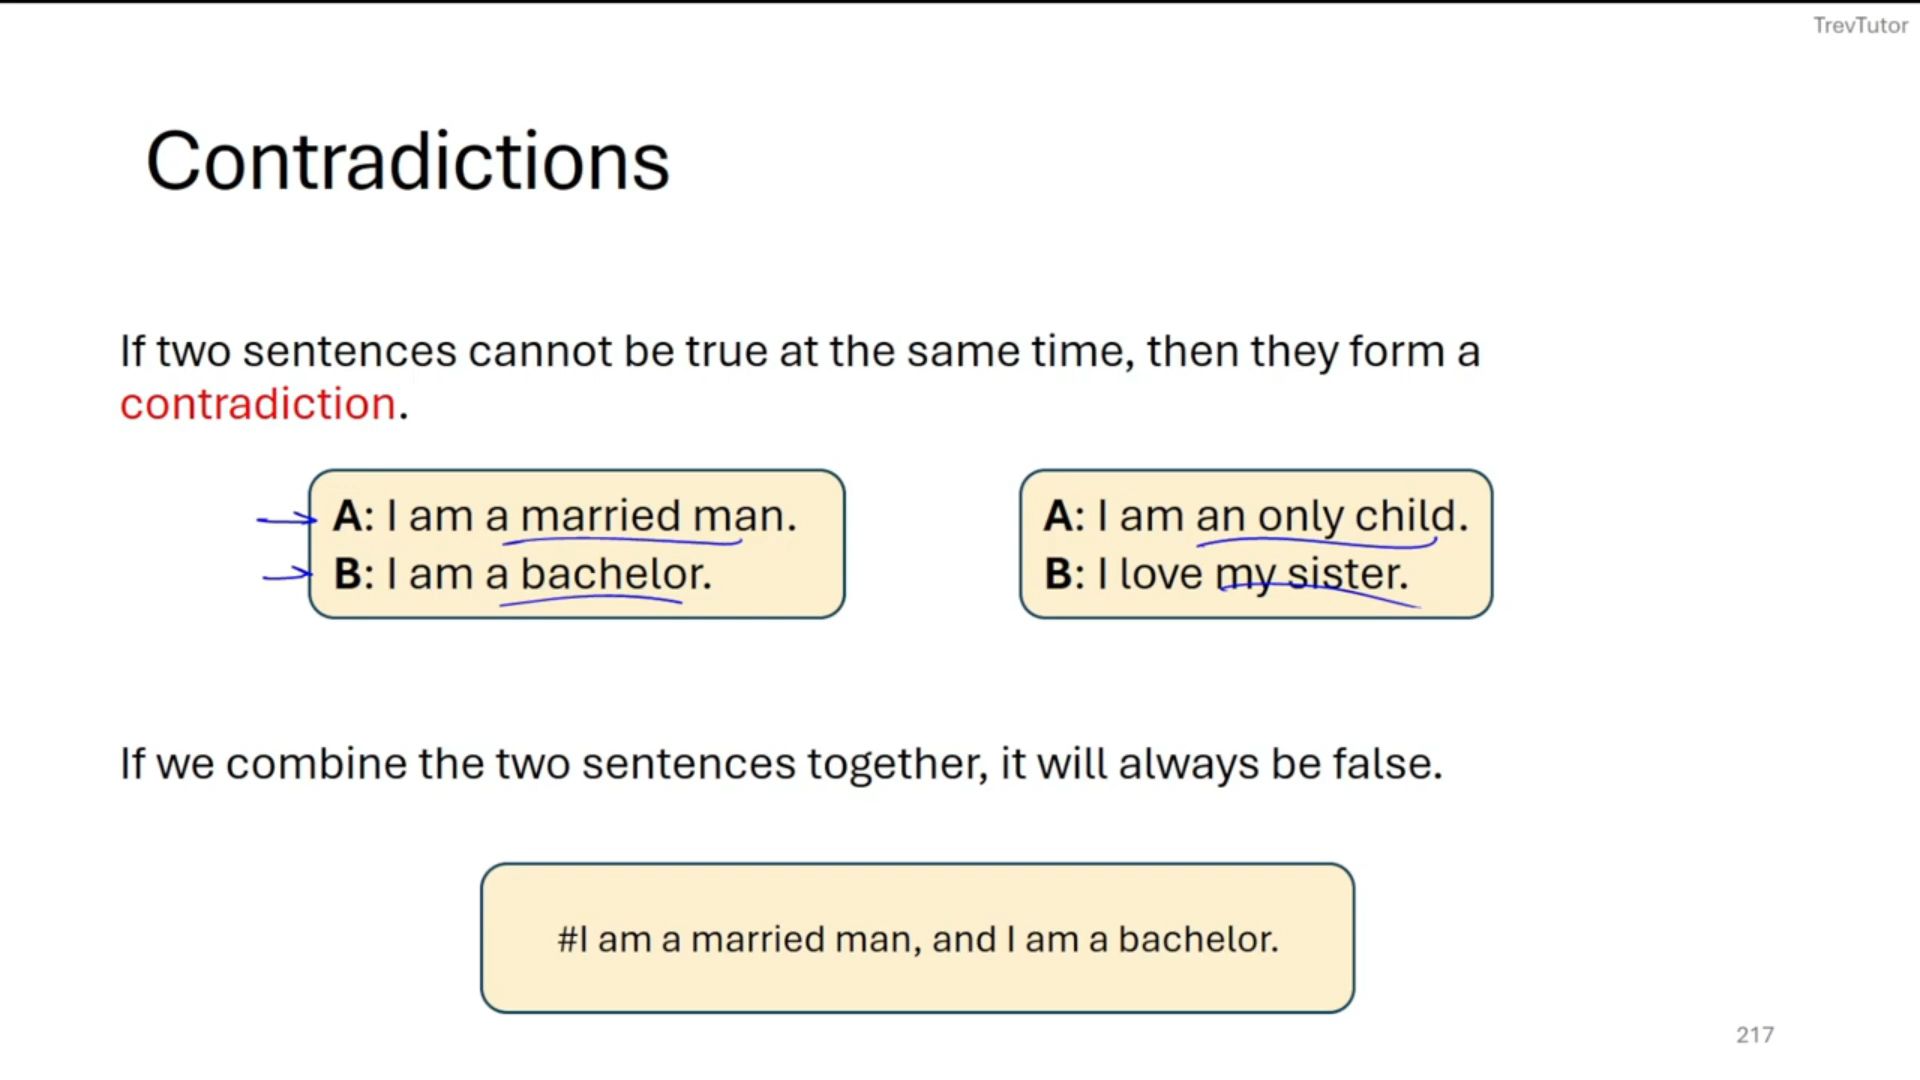 TrevTutor
Contradictions
If two sentences cannot be true at the same time, then they form a
contradiction.
A: I am a married man.
B: I am a bachelor.
A: I am an only child.
B: I love my sister.
If we combine the two sentences together, it will always be false.
#I am a married man, and I am a bachelor.
217